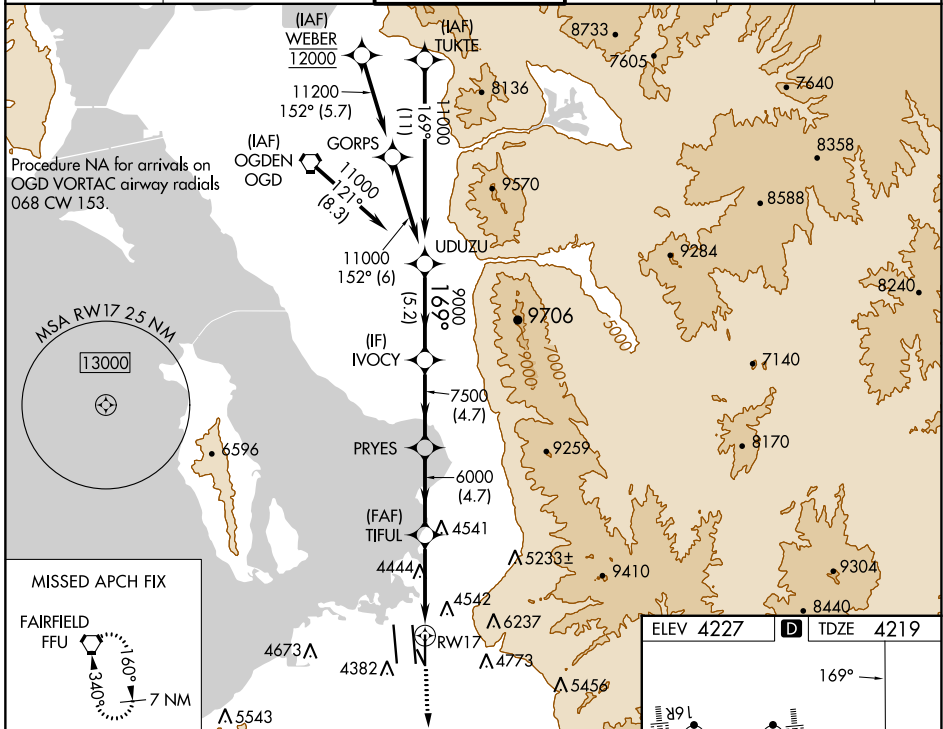 (IAF)
WEBER
12000
(IAF)
TUKTE
8733
7605
7640
8136
11200
152° (5.7)
11000
169°
(11)
GORPS
(IAF)
OGDEN
OGD
11000
121°
(8.3)
Procedure NA for arrivals on
OGD VORTAC airway radials
068 CW 153.
8358
9570
8588
11000
152° (6)
UDUZU
9284
8240
9000
169°
(5.2)
9706
5000
7000
9000
MSA RW17 25 NM
13000
(IF)
IVOCY
7140
7500
(4.7)
6596
PRYES
9259
8170
6000
(4.7)
(FAF)
TIFUL
4541
4444
5233±
9410
9304
4542
8440
6237
MISSED APCH FIX
FAIRFIELD
FFU
340°
160°
7 NM
RW17
4673
4382
4773
5456
5543
ELEV 4227
D
TDZE 4219
169°
16R